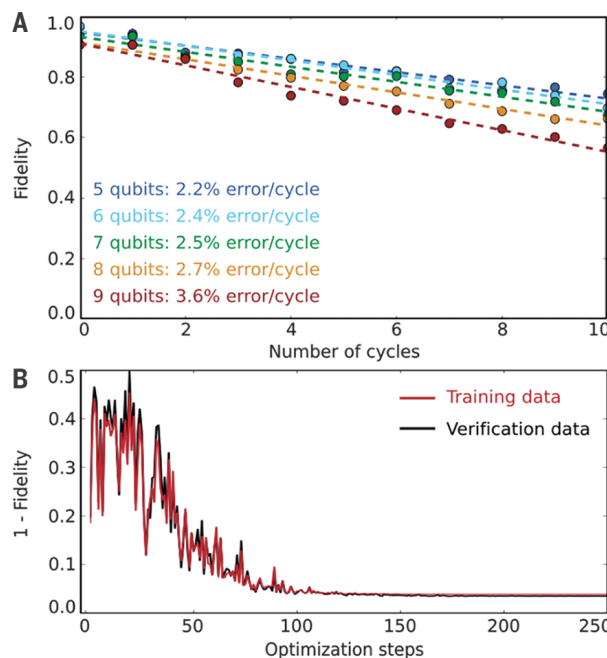 A
1.0
0.8
0.6
0.4
0.2
0.0
Fidelity
5 qubits: 2.2% error/cycle
6 qubits: 2.4% error/cycle
7 qubits: 2.5% error/cycle
8 qubits: 2.7% error/cycle
9 qubits: 3.6% error/cycle
0 2 4 6 8 10
Number of cycles
B
0.5
0.4
0.3
0.2
0.1
0.0
1 - Fidelity
Training data
Verification data
0 50 100 150 200 250
Optimization steps